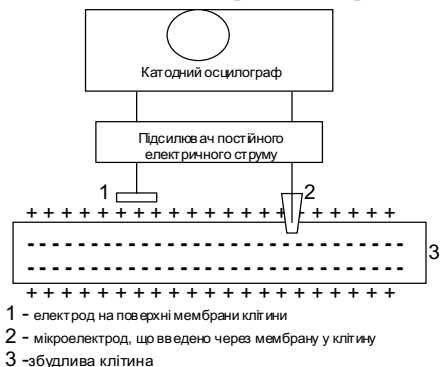 Катодний осцилограф
Підсилювач постійного
електричного струму
1
2
+ + + + + + + + + + + + + + + + + + + + + + + +
- - - - - - - - - - - - - - - - - - - - - -
3
- - - - - - - - - - - - - - - - - - - - - -
+ + + + + + + + + + + + + + + + + + + + + + + +
1 - електрод на поверхні мембрани клітини
2 - мікроелектрод, що введено через мембрану у клітину
3 -збудлива клітина